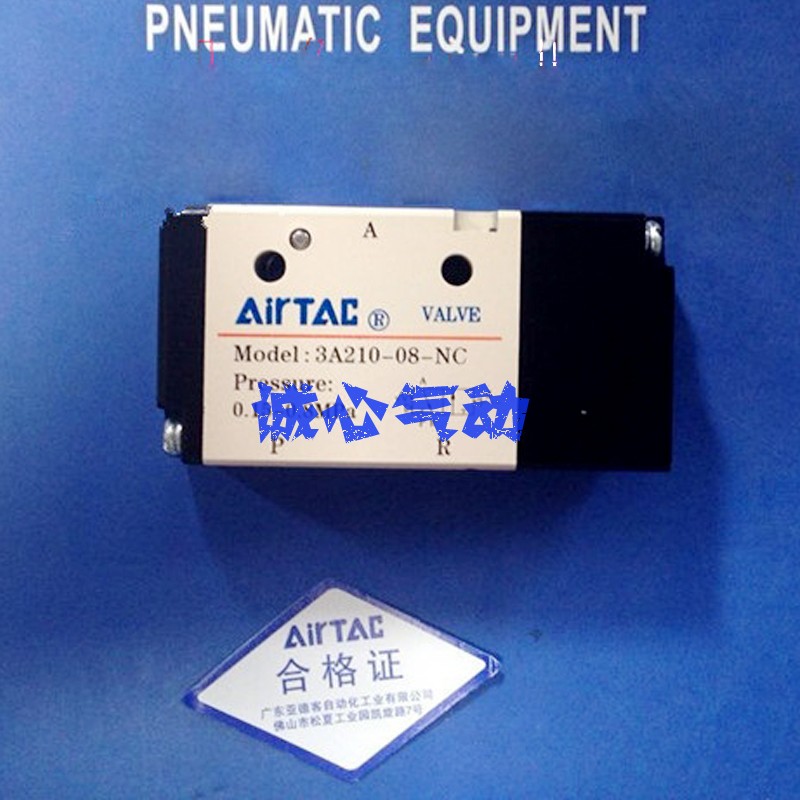 PNEUMATIC EQUIPMENT
A
AirTAC ® VALVE
Model: 3A210-08-NC
Pressure:
诚心气动
P R
AirTAC
合格证
广东亚德客自动化工业有限公司
佛山市松夏工业园凯旋路7号